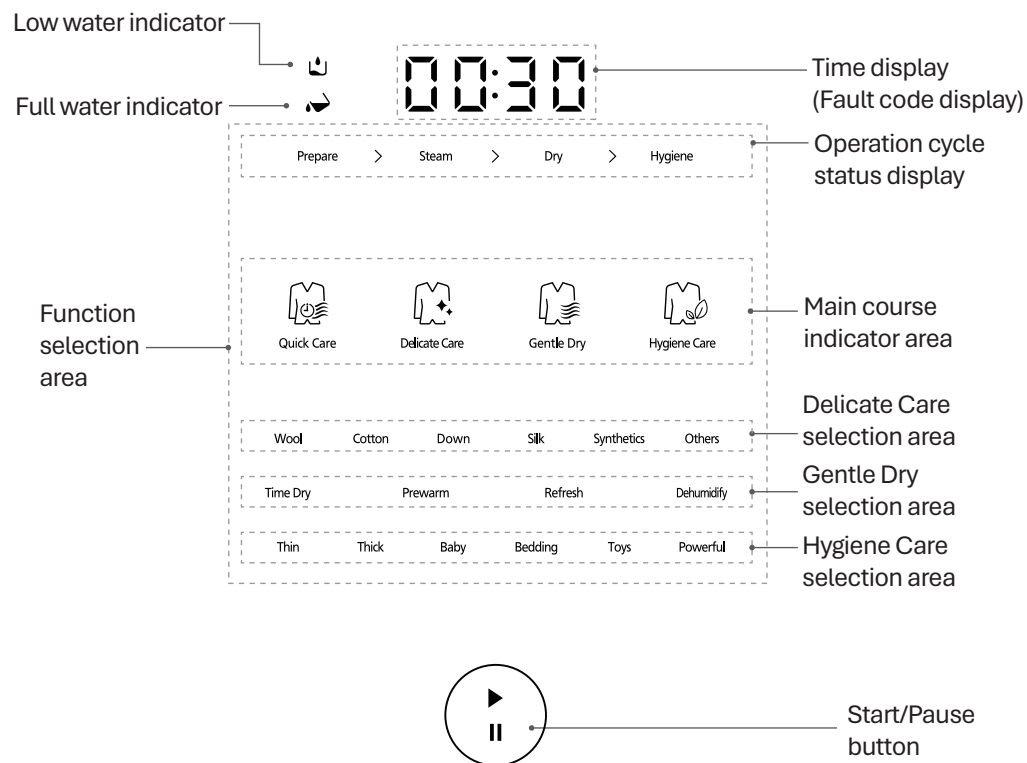 Low water indicator
Full water indicator
00:30
Time display
(Fault code display)
Operation cycle
status display
Prepare > Steam > Dry > Hygiene
Function
selection
area
Quick Care Delicate Care Gentle Dry Hygiene Care
Main course
indicator area
Wool Cotton Down Silk Synthetics Others
Delicate Care
selection area
Time Dry Prewarm Refresh Dehumidify
Gentle Dry
selection area
Thin Thick Baby Bedding Toys Powerful
Hygiene Care
selection area
Start/Pause
button